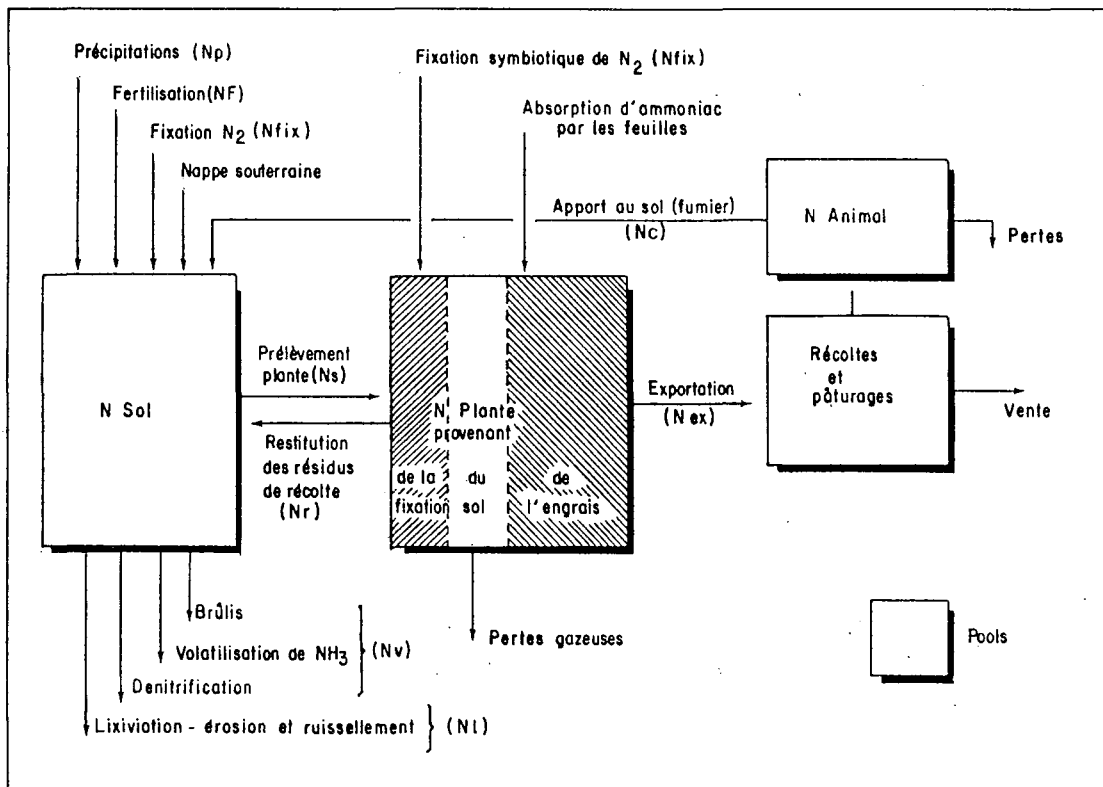 Précipitations (Np)
Fertilisation(NF)
Fixation N2 (Nfix)
Nappe souterraine
Fixation symbiotique de N2 (Nfix)
Absorption d'ammoniac
par les feuilles
Apport au sol (fumier)
(Nc)
N Animal
Pertes
N Sol
Prélèvement
plante(Ns)
Restitution
des résidus
de récolte
(Nr)
N Plante
provenant
de la
fixation
du
sol
de
l'engrais
Exportation
(Nex)
Récoltes
et
pâturages
Vente
Brûlis
Volatilisation de NH3
(Nv)
Denitrification
Lixiviation - érosion et ruissellement
(Nl)
Pertes gazeuses
Pools